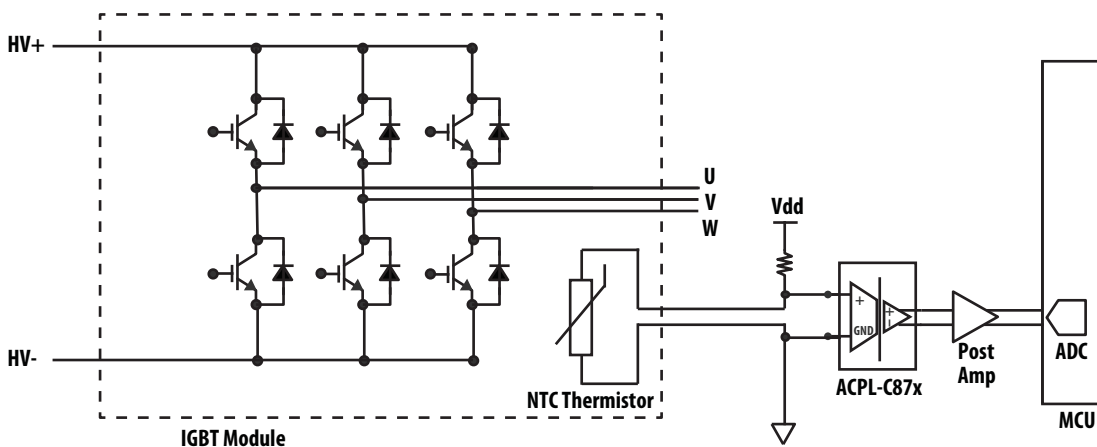 HV+
U
V
W
Vdd
+
GND
+
–
HV-
NTC Thermistor
ACPL-C87x
Post
Amp
ADC
MCU
IGBT Module